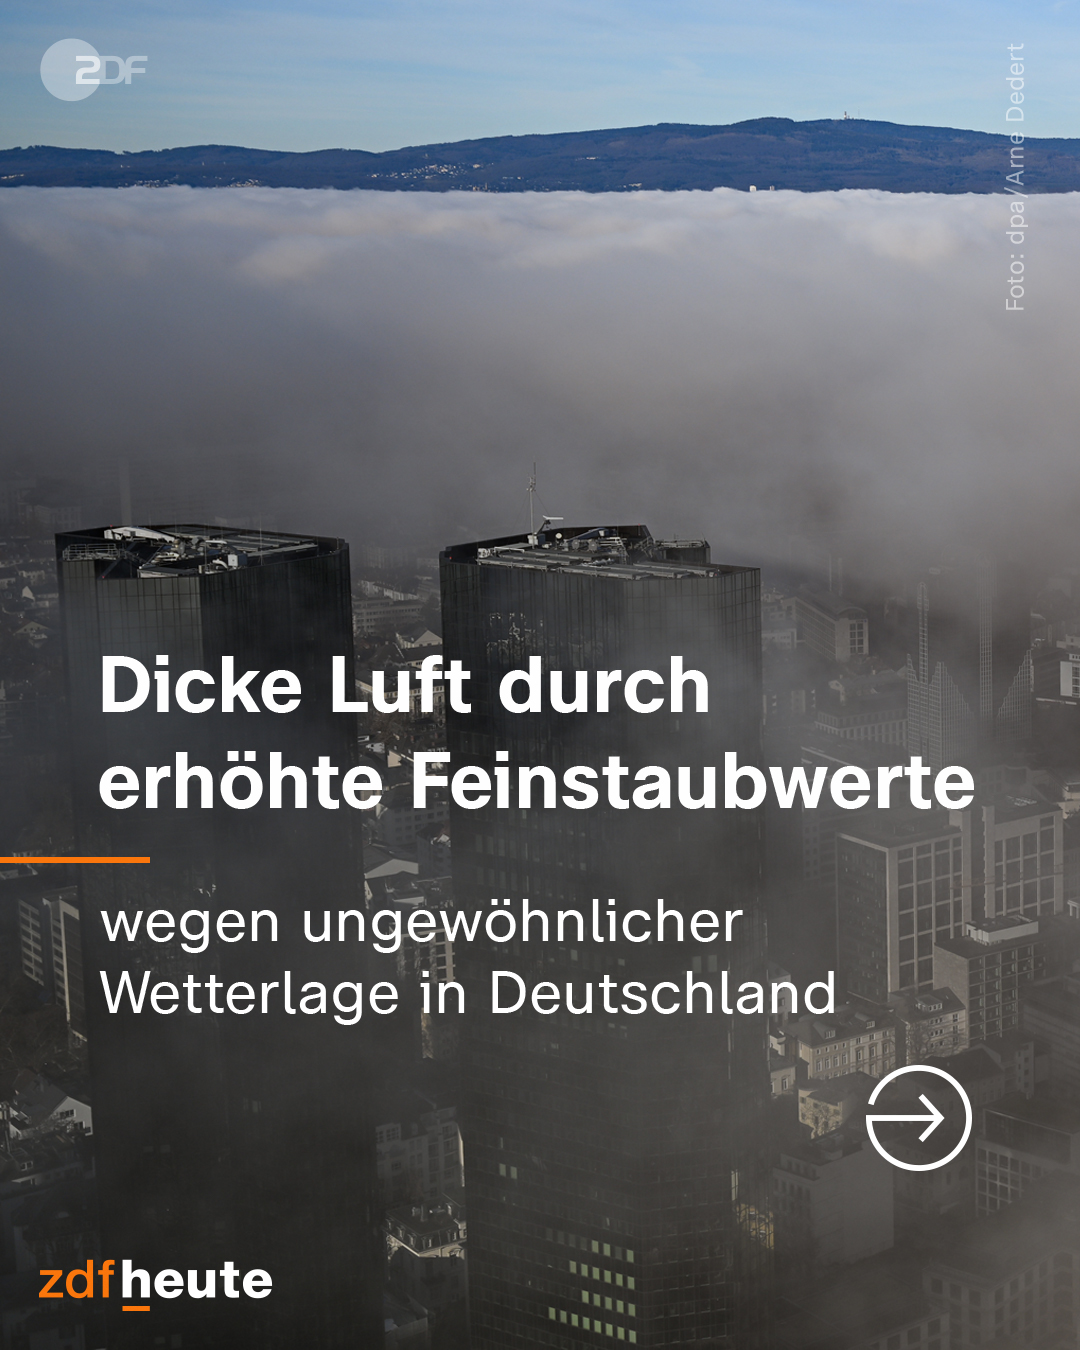 ZDF
Foto: dpa/Arne Dedert
Dicke Luft durch
erhöhte Feinstaubwerte
wegen ungewöhnlicher
Wetterlage in Deutschland
zdfheute